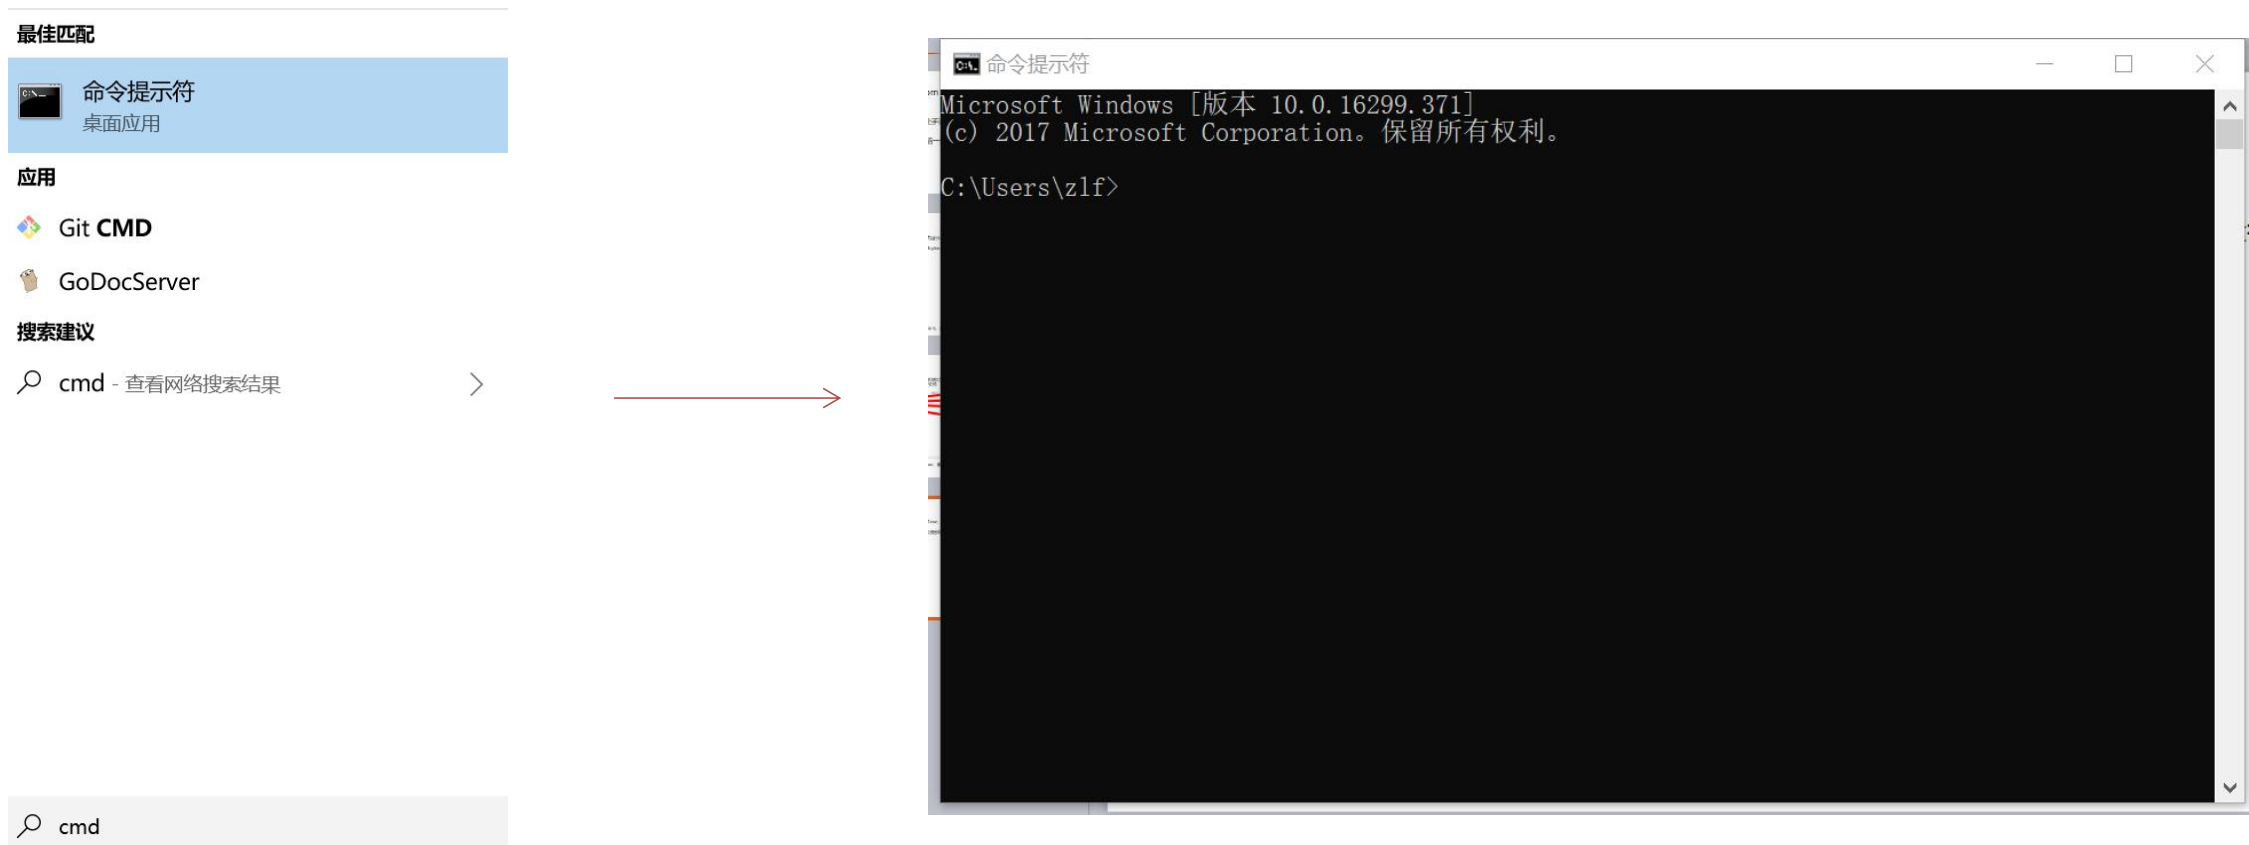 最佳匹配
命令提示符
桌面应用
应用
Git CMD
GoDocServer
搜索建议
cmd - 查看网络搜索结果
cmd
命令提示符
Microsoft Windows [版本 10.0.16299.371]
(c) 2017 Microsoft Corporation。保留所有权利。
C:\Users\zlf>